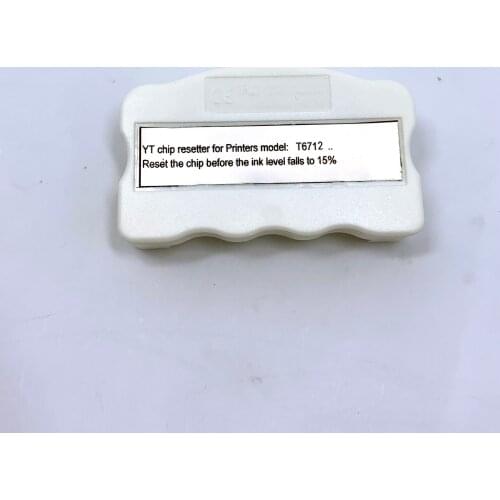 YT chip resetter for Printers model: T6712 ..
Reset the chip before the ink level falls to 15%